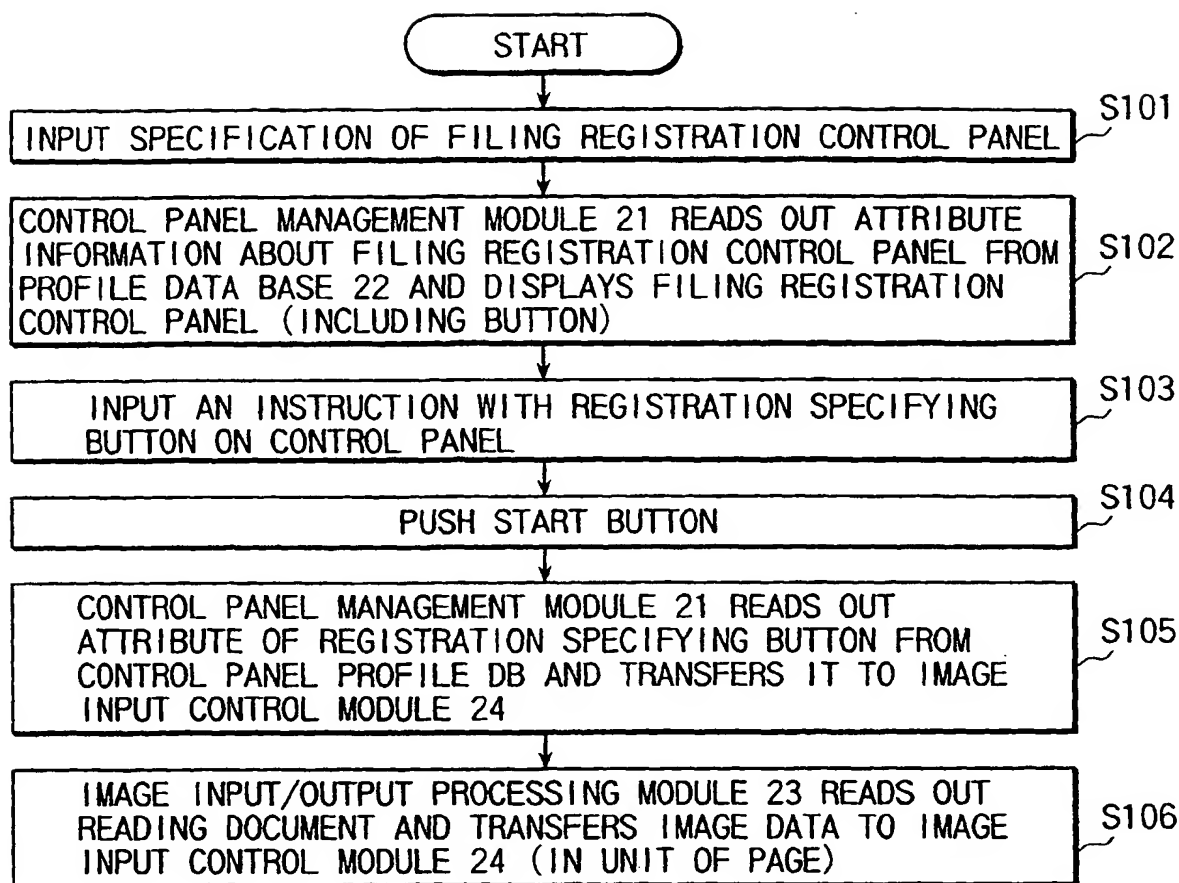 START
INPUT SPECIFICATION OF FILING REGISTRATION CONTROL PANEL
S101
CONTROL PANEL MANAGEMENT MODULE 21 READS OUT ATTRIBUTE
INFORMATION ABOUT FILING REGISTRATION CONTROL PANEL FROM
PROFILE DATA BASE 22 AND DISPLAYS FILING REGISTRATION
CONTROL PANEL (INCLUDING BUTTON)
S102
INPUT AN INSTRUCTION WITH REGISTRATION SPECIFYING
BUTTON ON CONTROL PANEL
S103
PUSH START BUTTON
S104
CONTROL PANEL MANAGEMENT MODULE 21 READS OUT
ATTRIBUTE OF REGISTRATION SPECIFYING BUTTON FROM
CONTROL PANEL PROFILE DB AND TRANSFERS IT TO IMAGE
INPUT CONTROL MODULE 24
S105
IMAGE INPUT/OUTPUT PROCESSING MODULE 23 READS OUT
READING DOCUMENT AND TRANSFERS IMAGE DATA TO IMAGE
INPUT CONTROL MODULE 24 (IN UNIT OF PAGE)
S106